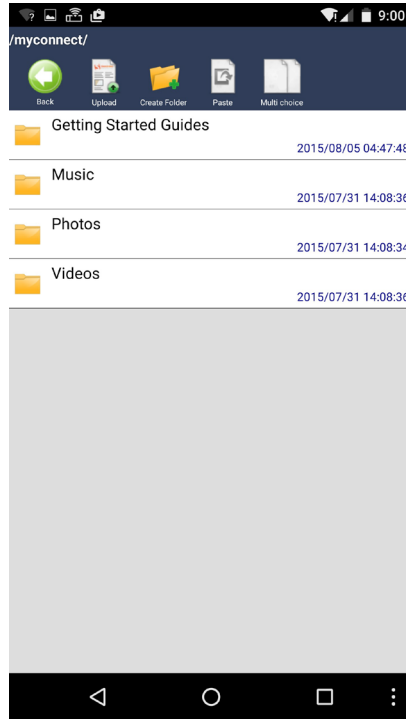 9:00
/myconnect/
Back Upload Create Folder Paste Multi choice
Getting Started Guides
2015/08/05 04:47:48
Music
2015/07/31 14:08:36
Photos
2015/07/31 14:08:34
Videos
2015/07/31 14:08:36